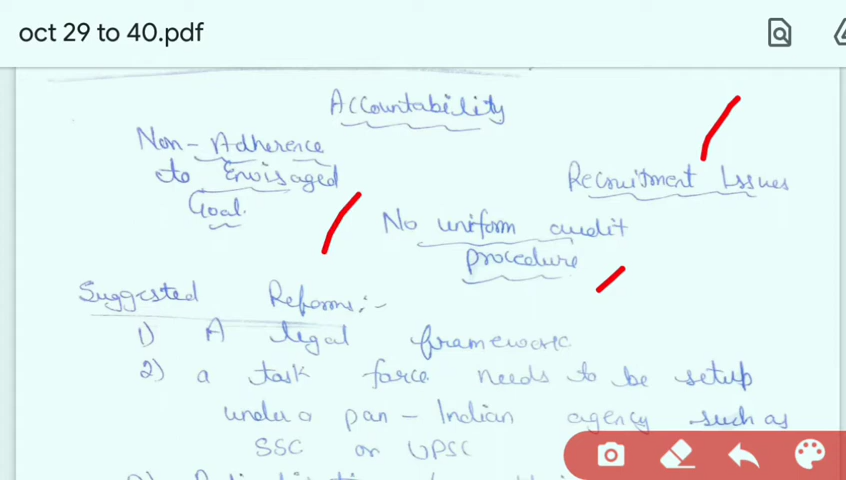 oct 29 to 40.pdf
Accountability
Non-Adherence
to Envisaged
Goal.
Recruitment Issues
No uniform audit
procedure
Suggested Reforms:-
1) A legal framework
2) a task force needs to be setup
under a pan - Indian agency such as
SSC or UPSC